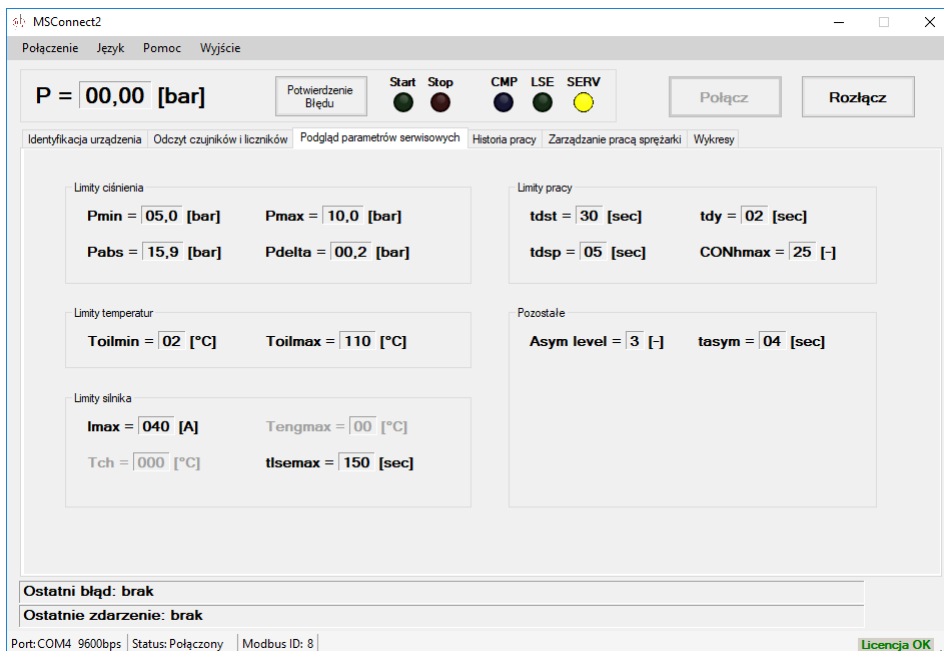 MSConnect2
Połączenie Język Pomoc Wyjście
P = 00,00 [bar]
Potwierdzenie
Błędu
Start Stop
CMP LSE SERV
Połącz
Rozłącz
Identyfikacja urządzenia Odczyt czujników i liczników Podgląd parametrów serwisowych Historia pracy Zarządzanie pracą sprężarki Wykresy
Limity ciśnienia
Pmin = 05,0 [bar] Pmax = 10,0 [bar]
Pabs = 15,9 [bar] Pdelta = 00,2 [bar]
Limity pracy
tdst = 30 [sec] tdy = 02 [sec]
tdsp = 05 [sec] CONhmax = 25 [-]
Limity temperatur
Toilmin = 02 [°C] Toilmax = 110 [°C]
Pozostałe
Asym level = 3 [-] tasym = 04 [sec]
Limity silnika
Imax = 040 [A] Tengmax = 00 [°C]
Tch = 000 [°C] tlsemax = 150 [sec]
Ostatni błąd: brak
Ostatnie zdarzenie: brak
Port: COM4 9600bps Status: Połączony Modbus ID: 8 Licencja OK